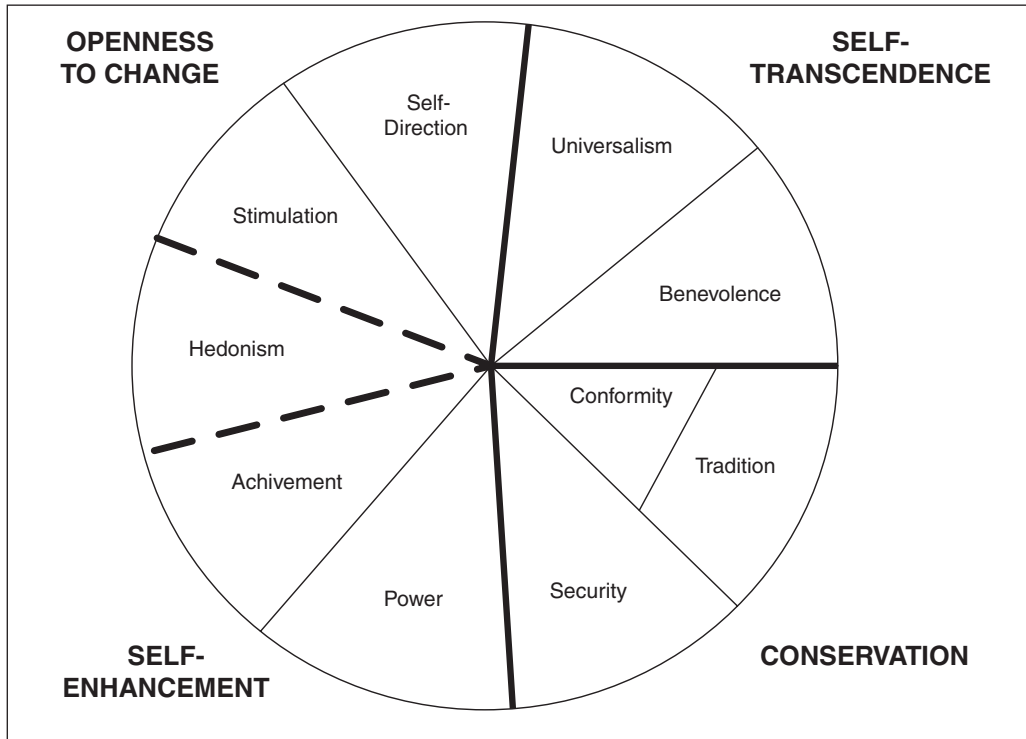 OPENNESS
TO CHANGE
SELF-
TRANSCENDENCE
Self-
Direction
Universalism
Stimulation
Benevolence
Hedonism
Conformity
Tradition
Achivement
Power
Security
SELF-
ENHANCEMENT
CONSERVATION